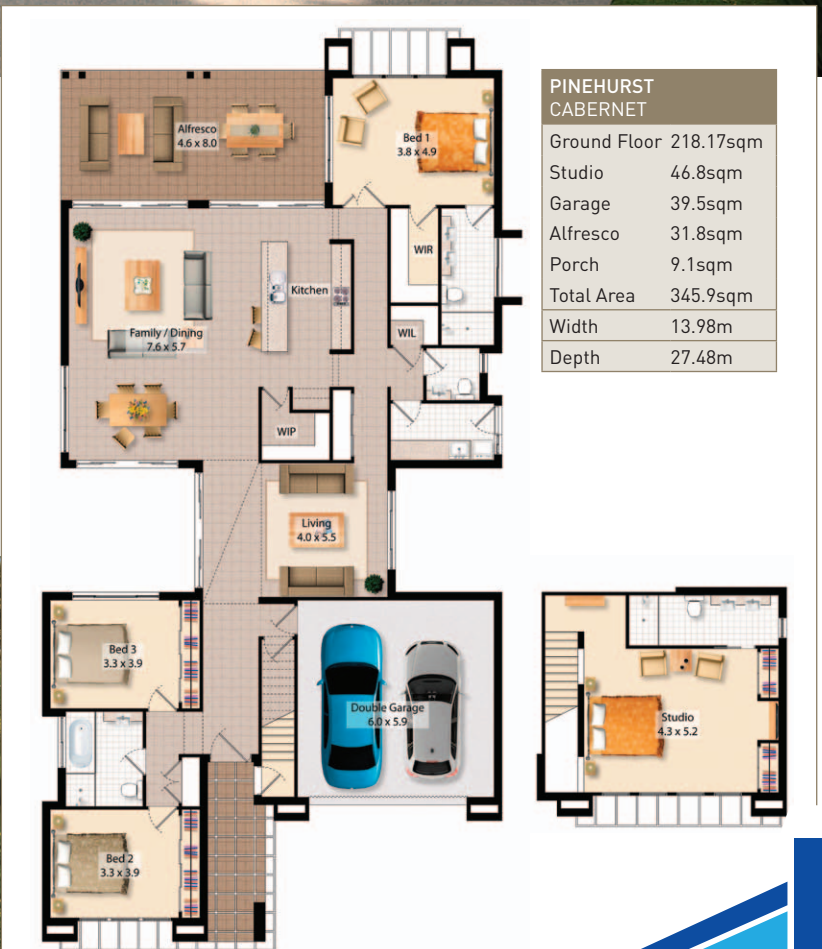 Alfresco
4.6 x 8.0
Bed 1
3.8 x 4.9
WIR
Kitchen
Family / Dining
7.6 x 5.7
WIL
WIP
Living
4.0 x 5.5
Bed 3
3.3 x 3.9
Double Garage
6.0 x 5.9
Bed 2
3.3 x 3.9
PINEHURST
CABERNET
Ground Floor 218.17sqm
Studio 46.8sqm
Garage 39.5sqm
Alfresco 31.8sqm
Porch 9.1sqm
Total Area 345.9sqm
Width 13.98m
Depth 27.48m
Studio
4.3 x 5.2